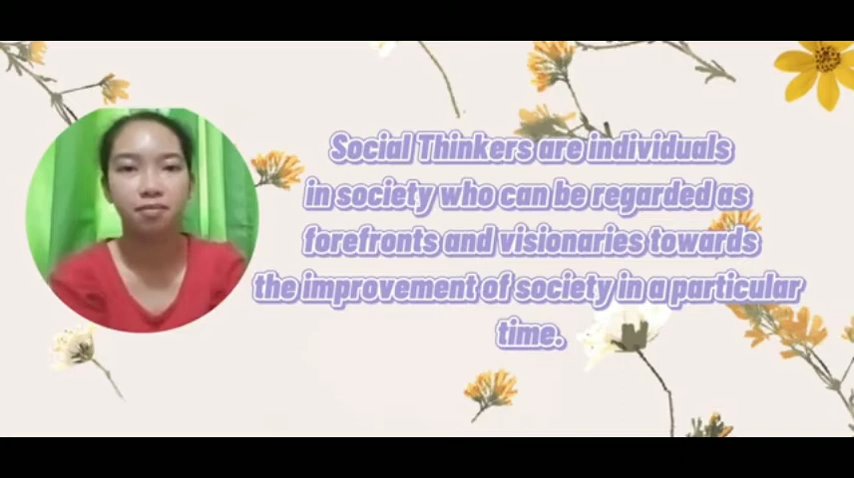 Social Thinkers are individuals
in society who can be regarded as
forefronts and visionaries towards
the improvement of society in a particular
time.